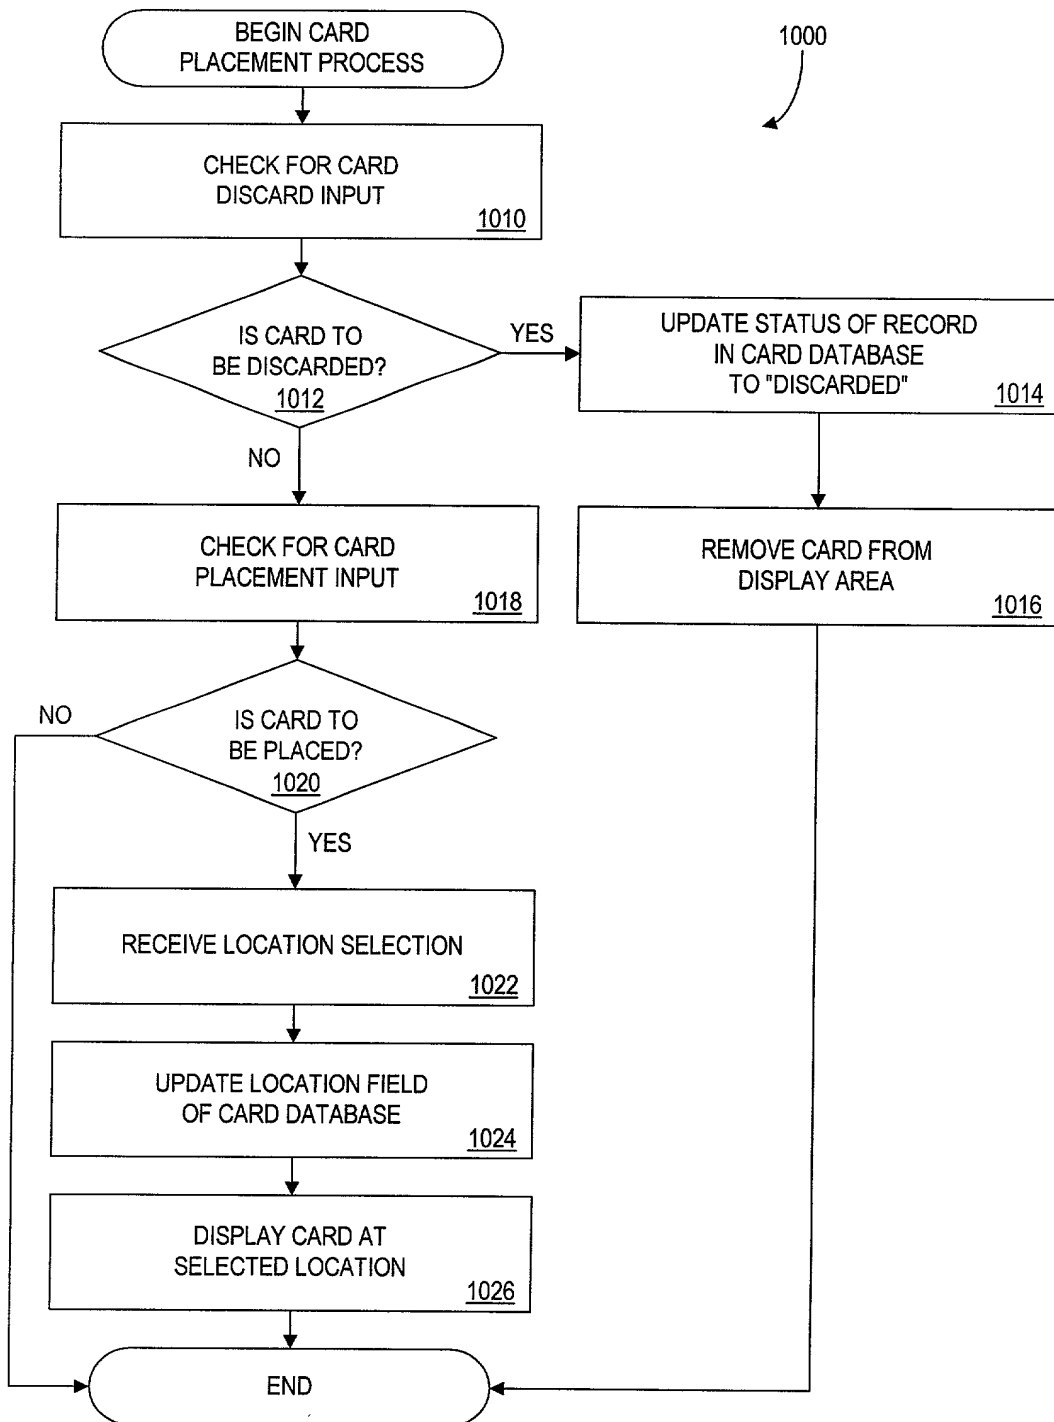 BEGIN CARD
PLACEMENT PROCESS
1000
CHECK FOR CARD
DISCARD INPUT
1010
IS CARD TO
BE DISCARDED?
1012
YES
UPDATE STATUS OF RECORD
IN CARD DATABASE
TO "DISCARDED"
1014
NO
CHECK FOR CARD
PLACEMENT INPUT
1018
REMOVE CARD FROM
DISPLAY AREA
1016
NO
IS CARD TO
BE PLACED?
1020
YES
RECEIVE LOCATION SELECTION
1022
UPDATE LOCATION FIELD
OF CARD DATABASE
1024
DISPLAY CARD AT
SELECTED LOCATION
1026
END